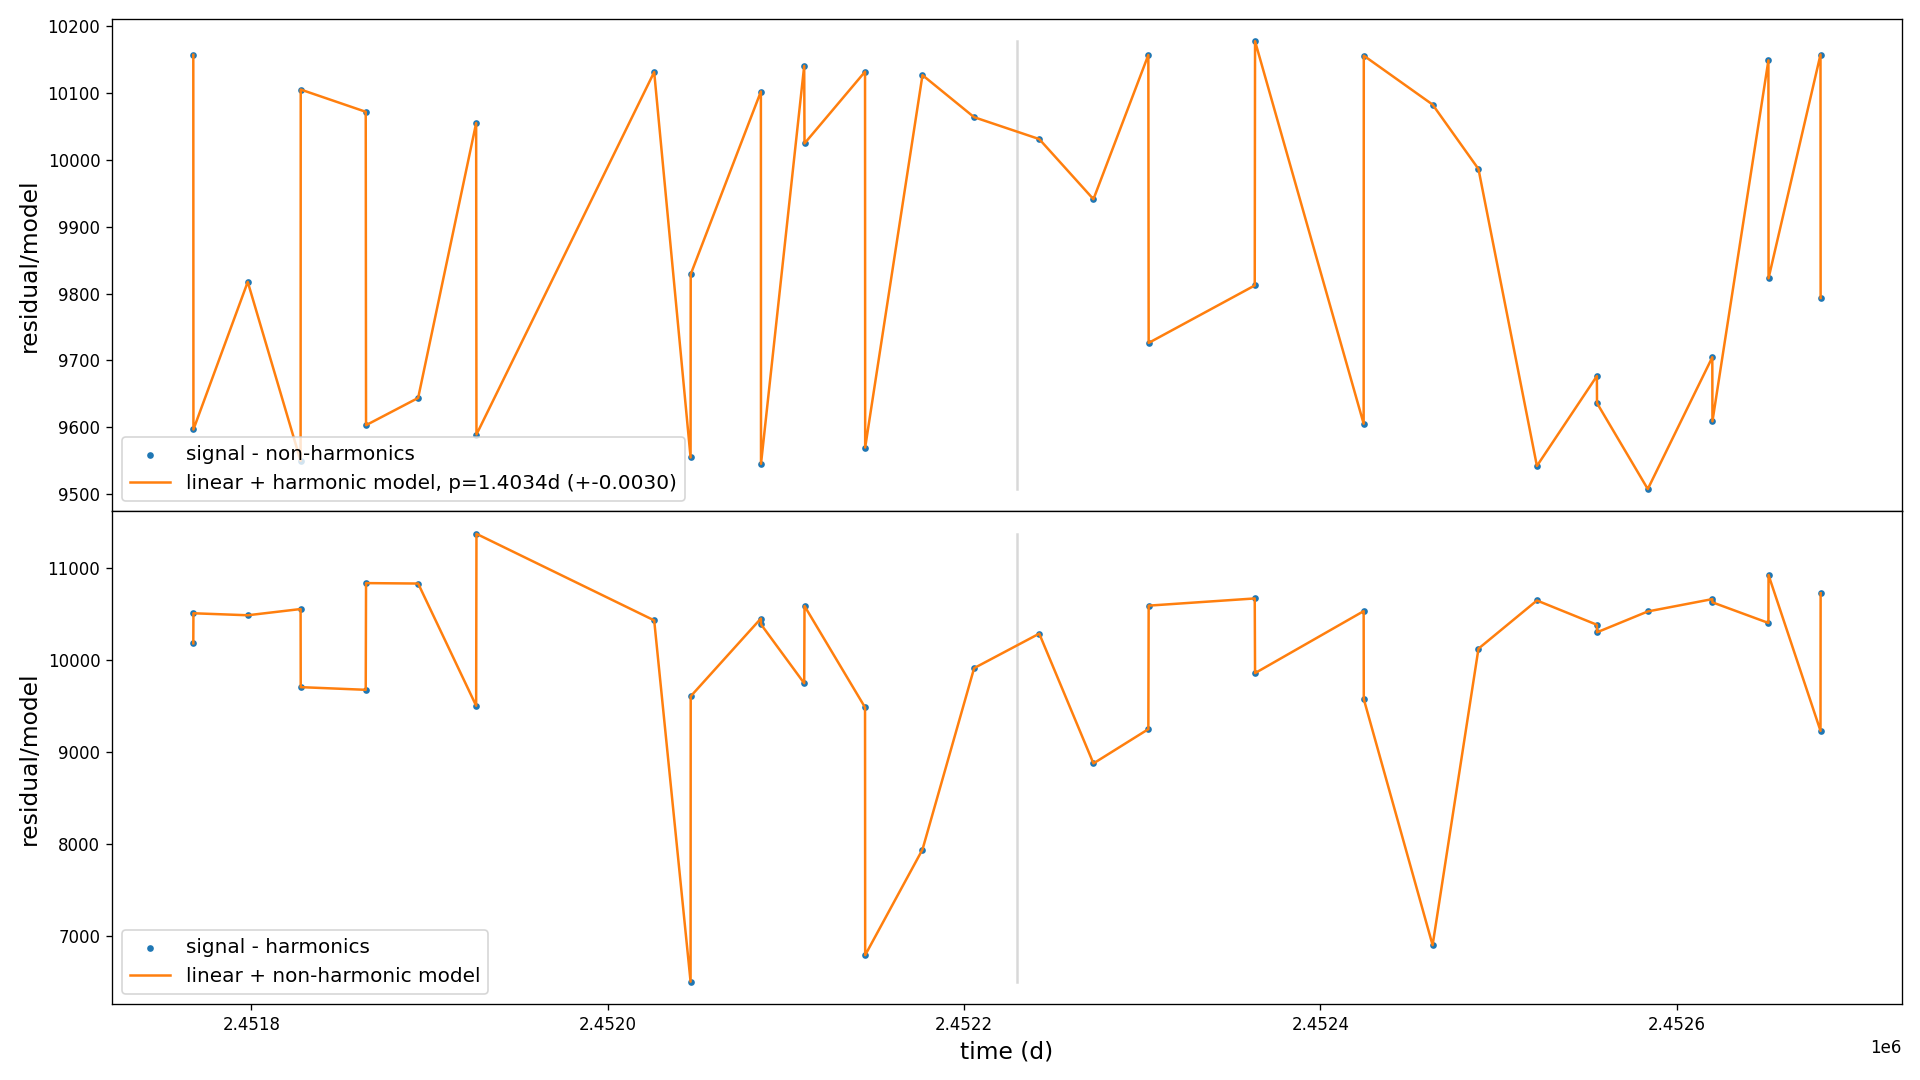 10200
10100
10000
9900
9800
9700
9600
9500
residual/model
signal - non-harmonics
linear + harmonic model, p=1.4034d (+-0.0030)
11000
10000
9000
8000
7000
residual/model
signal - harmonics
linear + non-harmonic model
2.4518 2.4520 2.4522 2.4524 2.4526
time (d)
1e6